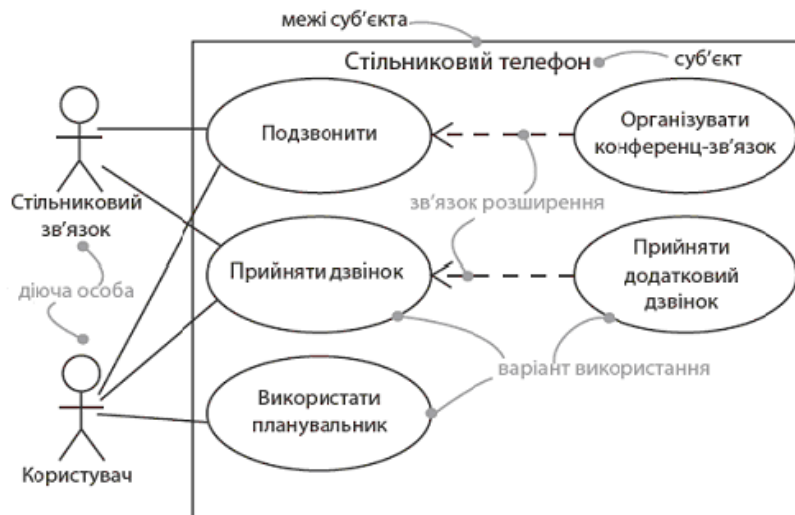 межі суб’єкта
Стільниковий телефон
суб’єкт
Подзвонити
Організувати
конференц-зв’язок
Стільниковий
зв’язок
зв’язок розширення
Прийняти дзвінок
Прийняти
додатковий
дзвінок
діюча особа
варіант використання
Використати
планувальник
Користувач